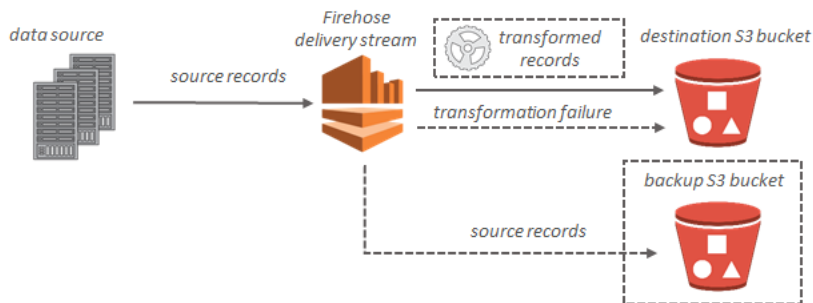 data source
source records
Firehose
delivery stream
transformed
records
destination S3 bucket
transformation failure
backup S3 bucket
source records